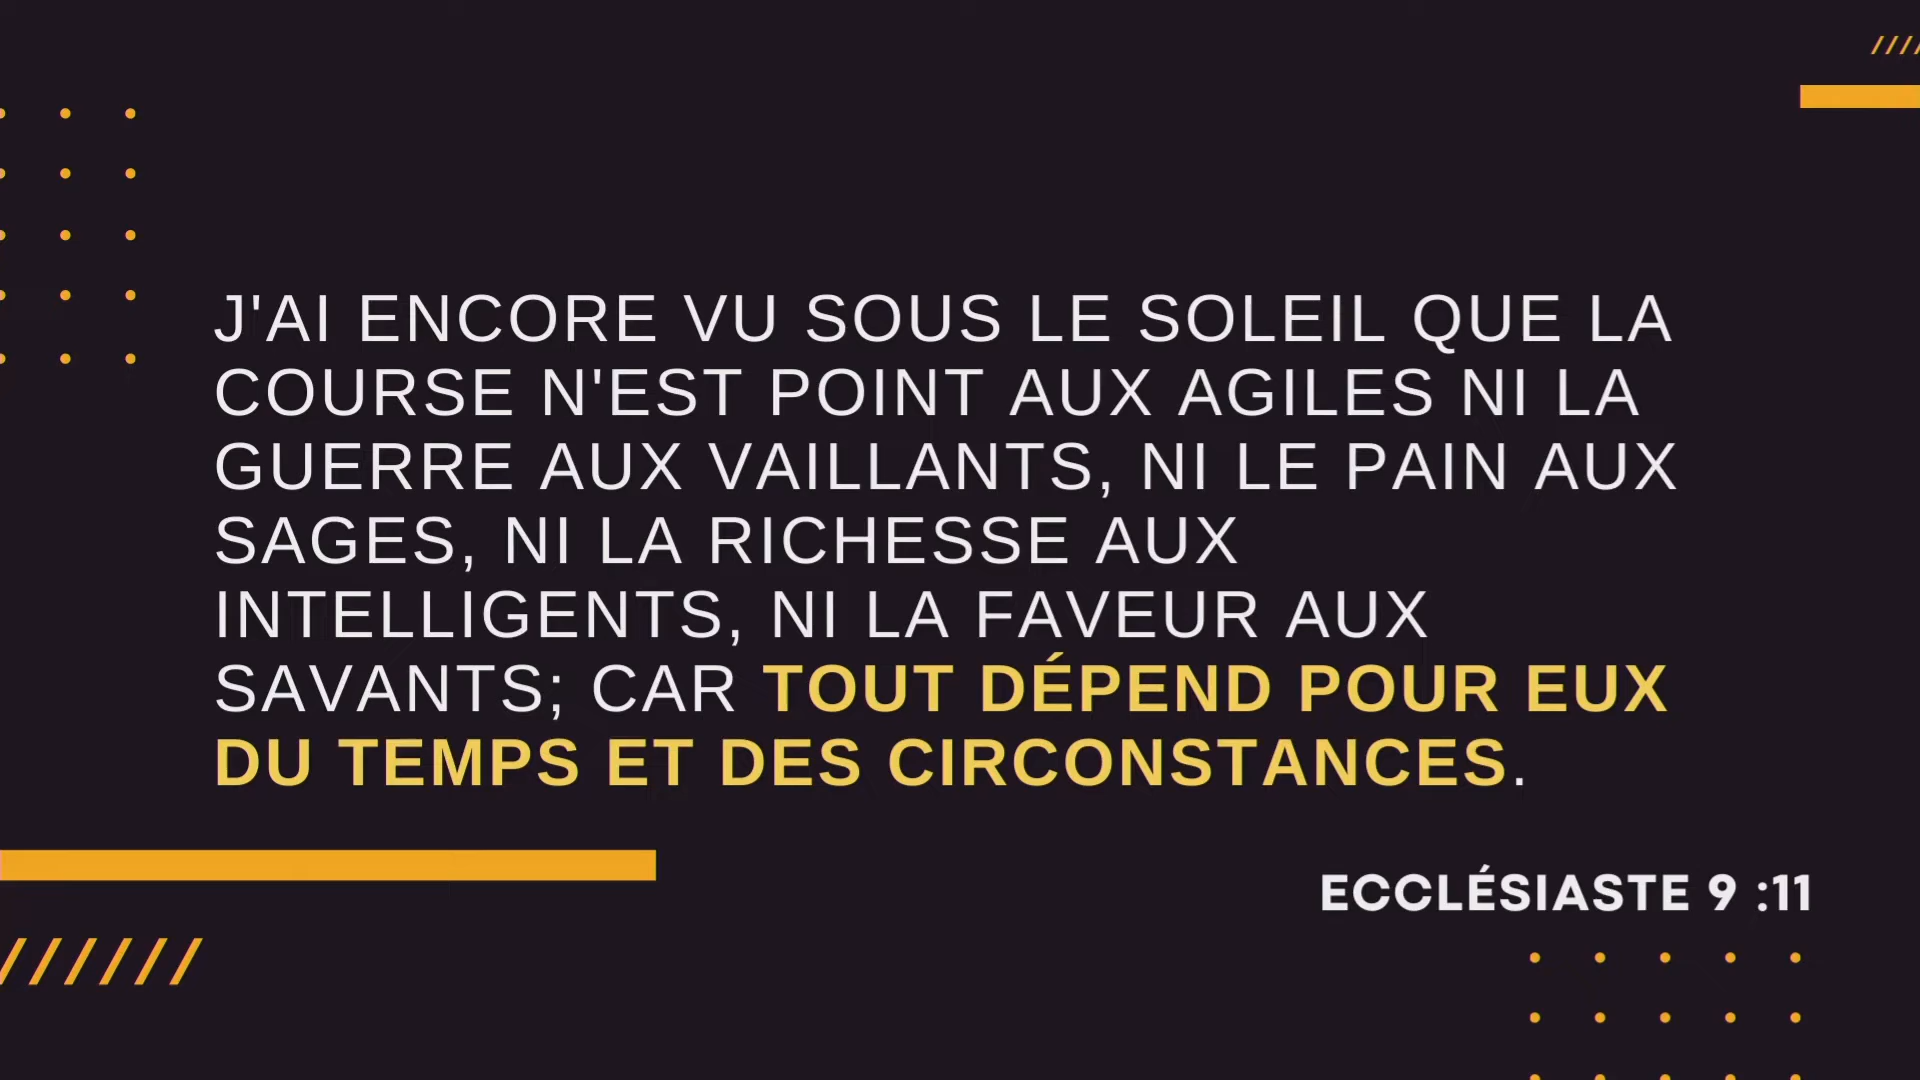 J'AI ENCORE VU SOUS LE SOLEIL QUE LA
COURSE N'EST POINT AUX AGILES NI LA
GUERRE AUX VAILLANTS, NI LE PAIN AUX
SAGES, NI LA RICHESSE AUX
INTELLIGENTS, NI LA FAVEUR AUX
SAVANTS; CAR TOUT DÉPEND POUR EUX
DU TEMPS ET DES CIRCONSTANCES.
ECCLÉSIASTE 9 :11